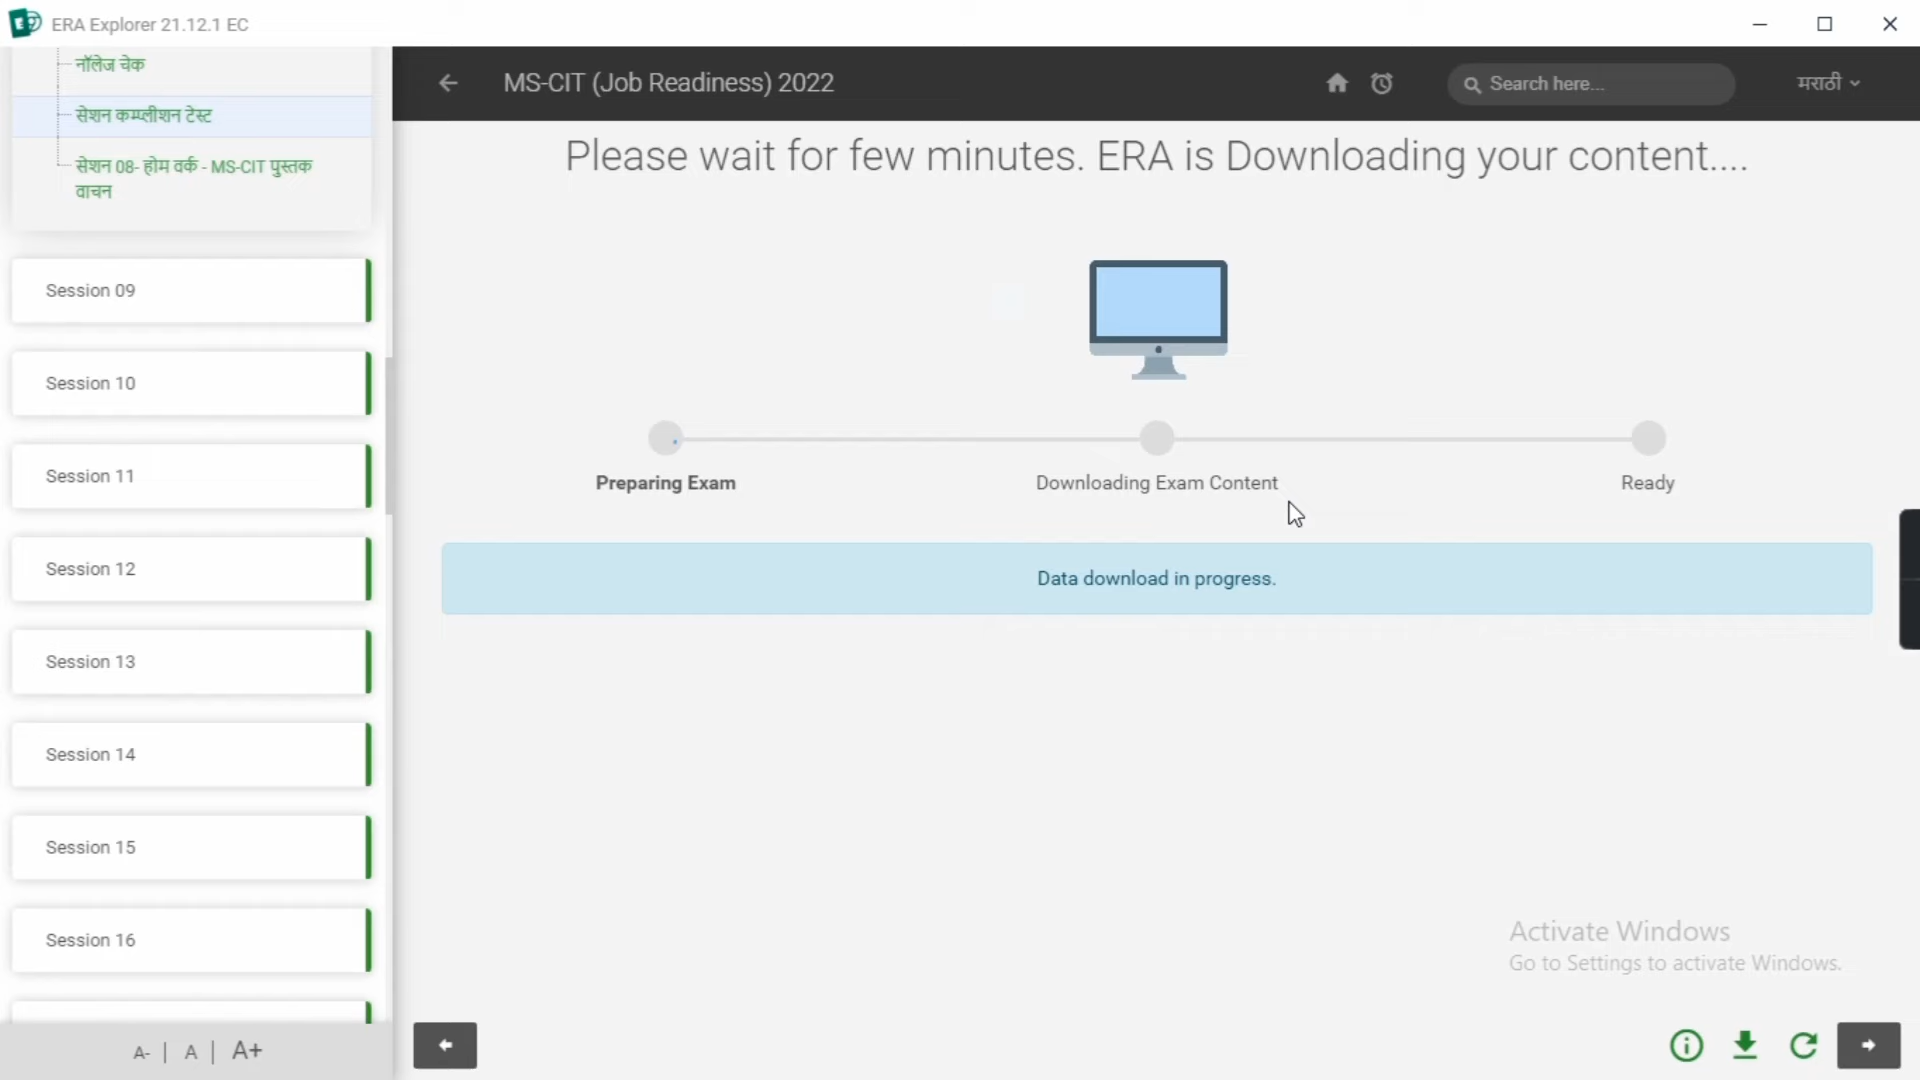 ERA Explorer 21.12.1 EC
नॉलेज चेक
सेशन कम्प्लीशन टेस्ट
सेशन 08- होम वर्क - MS-CIT पुस्तक
वाचन
Session 09
Session 10
Session 11
Session 12
Session 13
Session 14
Session 15
Session 16
A- | A | A+
MS-CIT (Job Readiness) 2022
Search here...
मराठी
Please wait for few minutes. ERA is Downloading your content....
Preparing Exam
Downloading Exam Content
Ready
Data download in progress.
Activate Windows
Go to Settings to activate Windows.